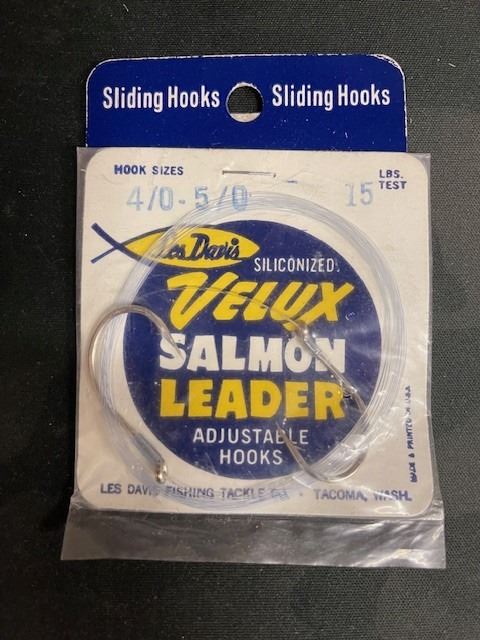 Sliding Hooks Sliding Hooks
HOOK SIZES
LBS.
TEST
4/0-5/0
15
Les Davis
SILICONIZED.
VELUX
SALMON
LEADER
ADJUSTABLE
HOOKS
MADE & PRINTED IN USA
LES DAVIS FISHING TACKLE CO. · TACOMA, WASH.